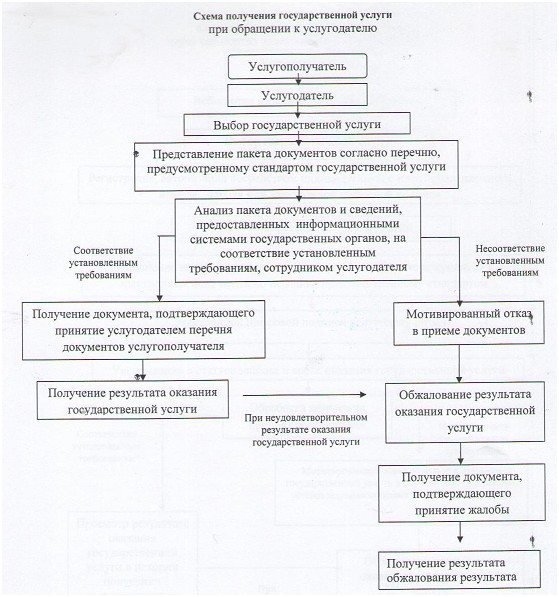 Схема получения государственной услуги
при обращении к услугодателю
Услугополучатель
Услугодатель
Выбор государственной услуги
Представление пакета документов согласно перечню,
предусмотренному стандартом государственной услуги
Анализ пакета документов и сведений,
предоставленных информационными
системами государственных органов, на
соответствие установленным
требованиям, сотрудником услугодателя
Соответствие
установленным
требованиям
Несоответствие
установленным
требованиям
Получение документа, подтверждающего
принятие услугодателем перечня
документов услугополучателя
Мотивированный отказ
в приеме документов
Получение результата оказания
государственной услуги
При неудовлетворительном
результате оказания
государственной услуги
Обжалование результата
оказания государственной
услуги
Получение документа,
подтверждающего
принятие жалобы
Получение результата
обжалования результата